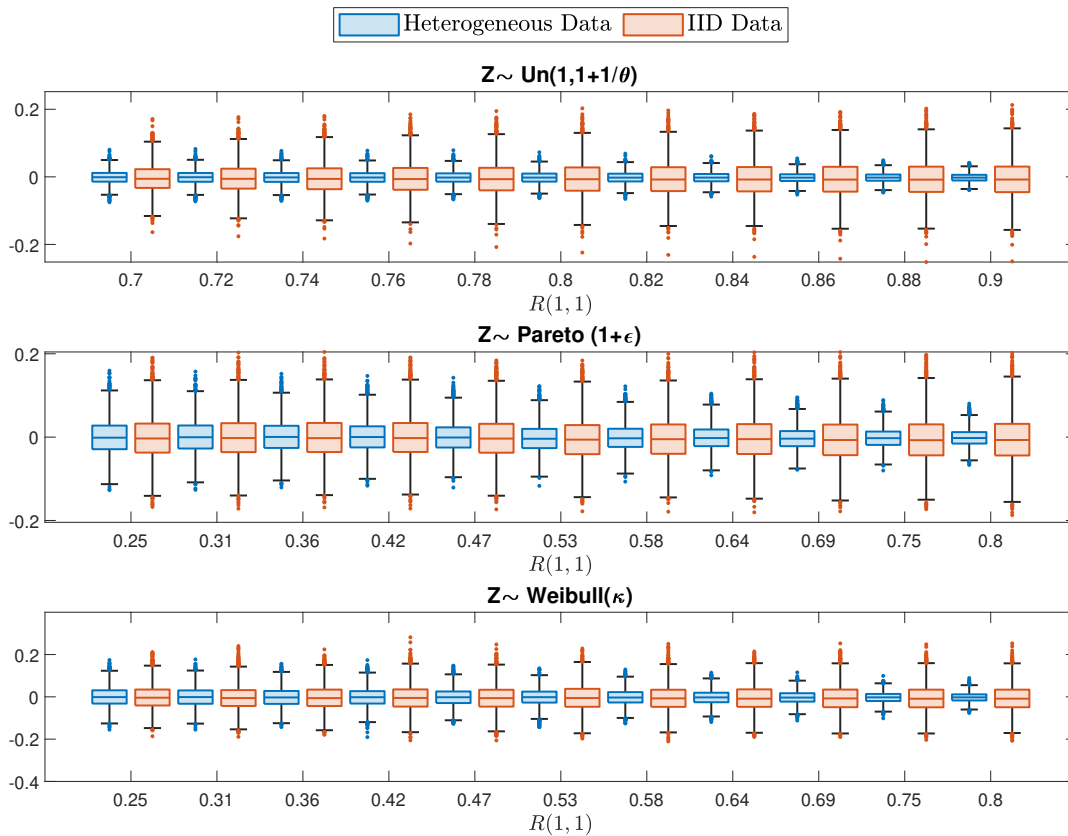 Heterogeneous Data IID Data
Z∼ Un(1,1+1/θ)
0.2
0
-0.2
0.7 0.72 0.74 0.76 0.78 0.8 0.82 0.84 0.86 0.88 0.9
R(1,1)
Z∼ Pareto (1+ϵ)
0.2
0
-0.2
0.25 0.31 0.36 0.42 0.47 0.53 0.58 0.64 0.69 0.75 0.8
R(1,1)
Z∼ Weibull(κ)
0.4
0.2
0
-0.2
-0.4
0.25 0.31 0.36 0.42 0.47 0.53 0.58 0.64 0.69 0.75 0.8
R(1,1)